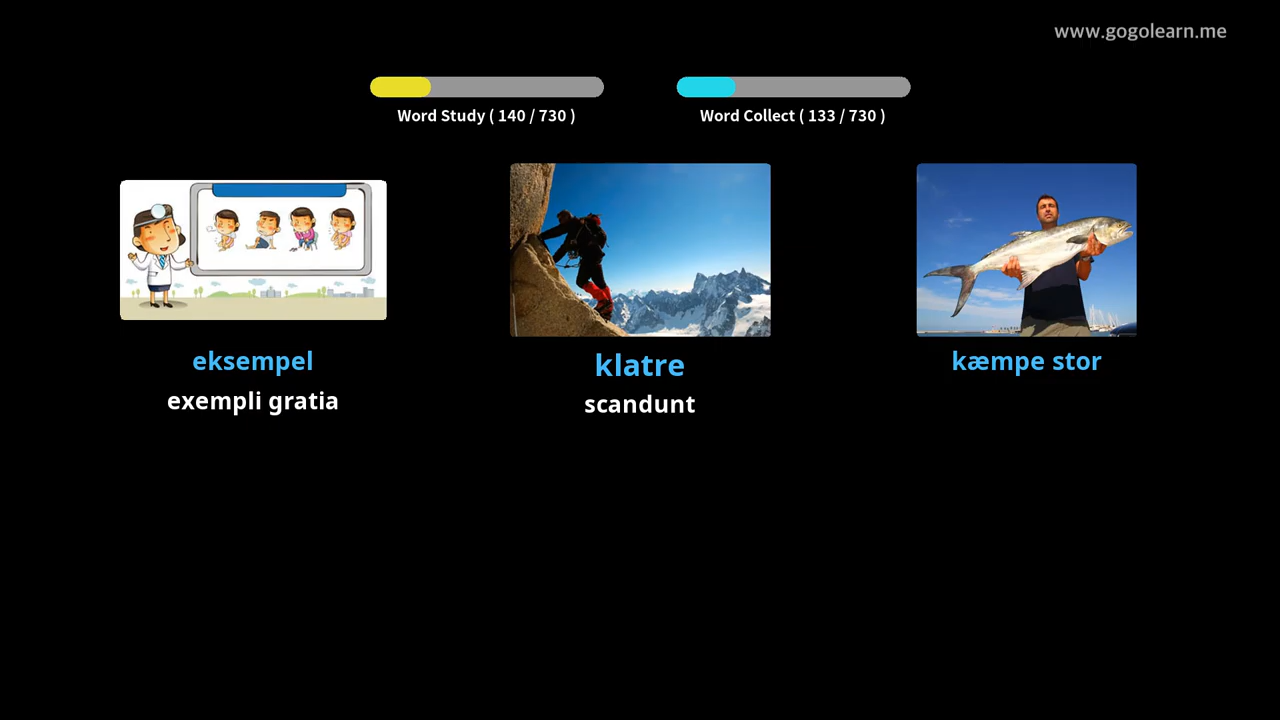 www.gogolearn.me
Word Study ( 140 / 730 )
Word Collect ( 133 / 730 )
eksempel
exempli gratia
klatre
scandunt
kæmpe stor